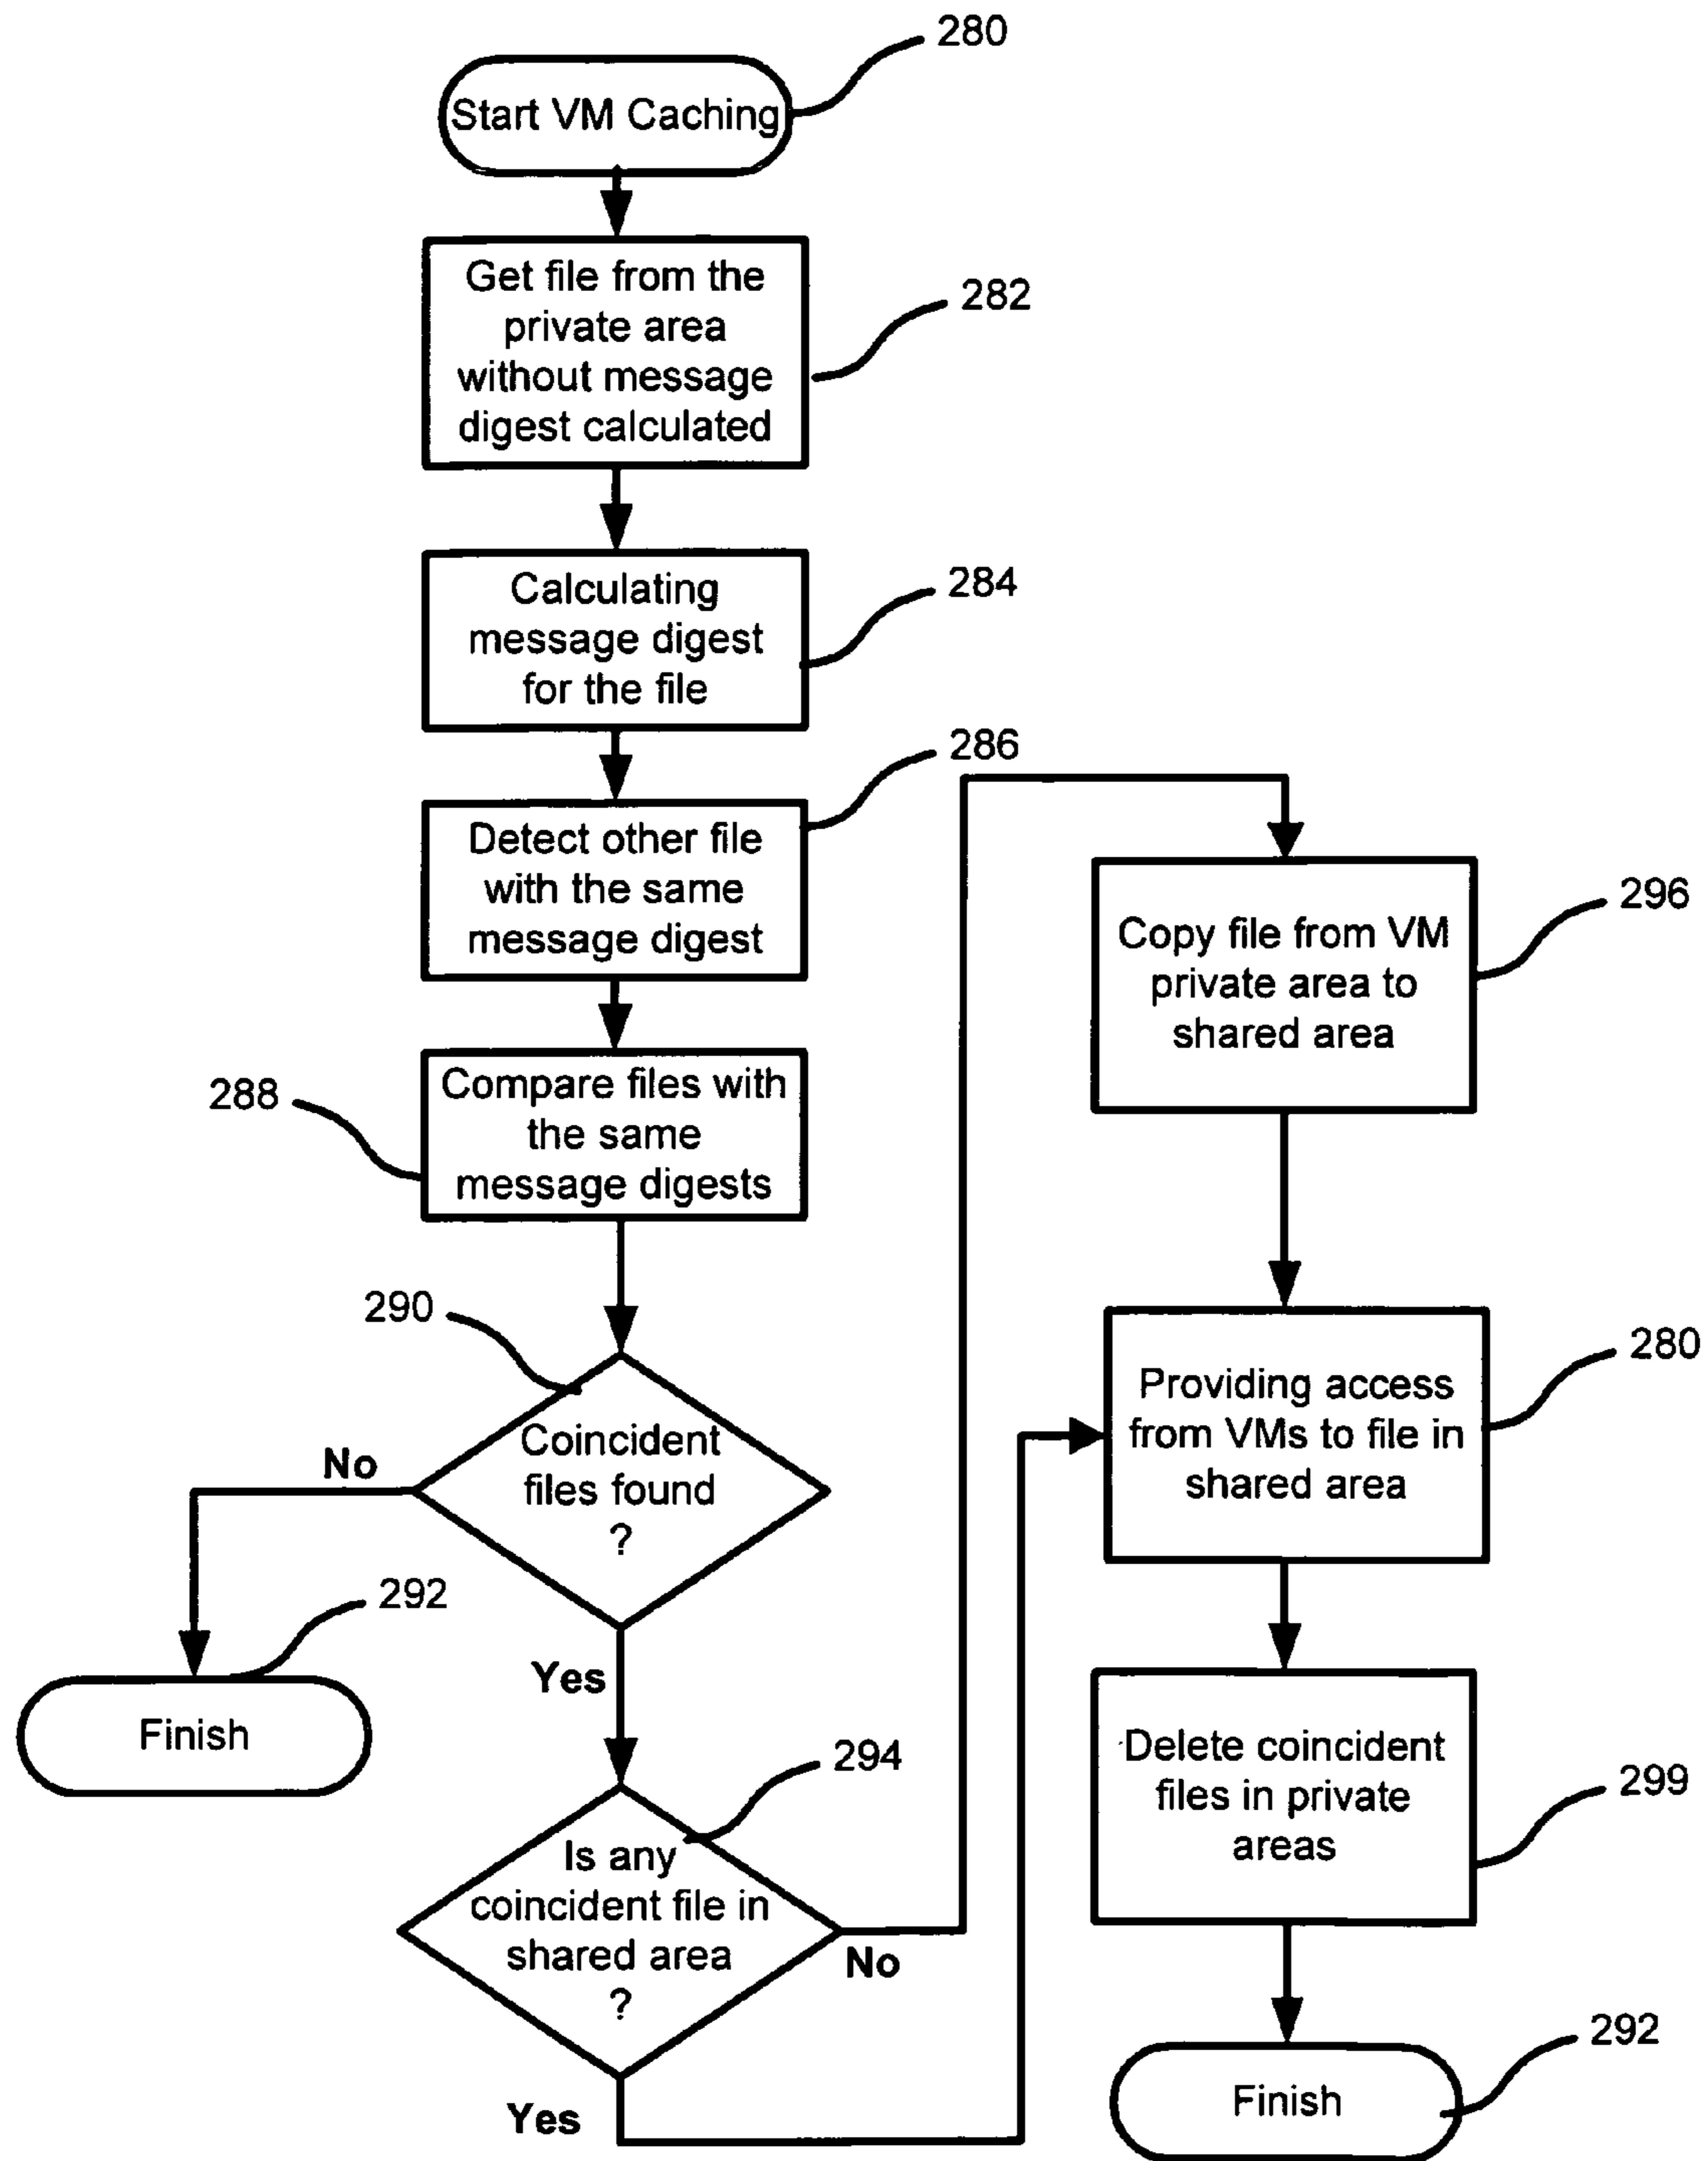 280
Start VM Caching
Get file from the
private area
without message
digest calculated
282
Calculating
message digest
for the file
284
286
Detect other file
with the same
message digest
288
Compare files with
the same
message digests
290
Coincident
files found
?
No
292
Finish
Yes
294
Is any
coincident file in
shared area
?
No
Yes
296
Copy file from VM
private area to
shared area
280
Providing access
from VMs to file in
shared area
Delete coincident
files in private
areas
299
292
Finish